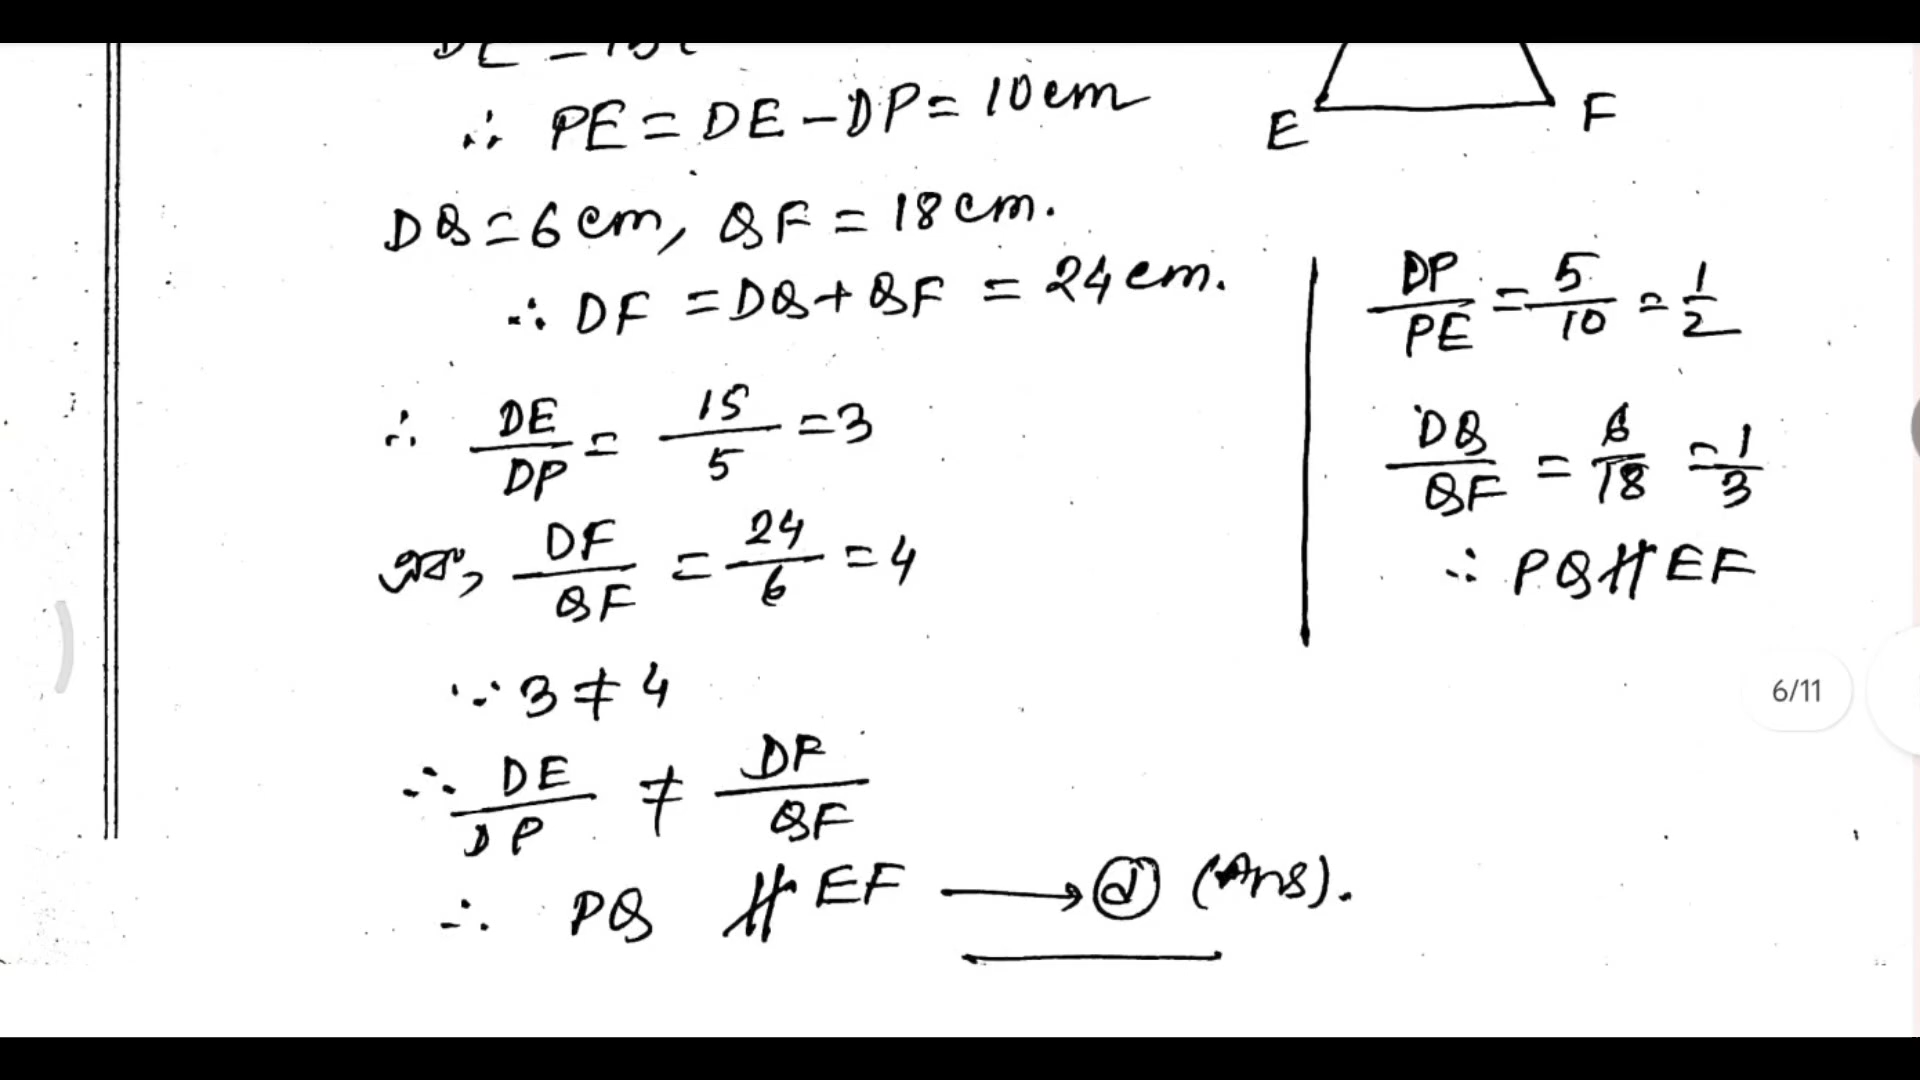 ∴ PE = DE - DP = 10 cm
E F
DQ = 6 cm, QF = 18 cm.
∴ DF = DQ + QF = 24 cm.
∴ DE/DP = 15/5 = 3
এবং, DF/QF = 24/6 = 4
∵ 3 ≠ 4
∴ DE/DP ≠ DF/QF
∴ PQ ∦ EF → ⓓ (Ans).
DP/PE = 5/10 = 1/2
DQ/QF = 6/18 = 1/3
∴ PQ ∦ EF
6/11